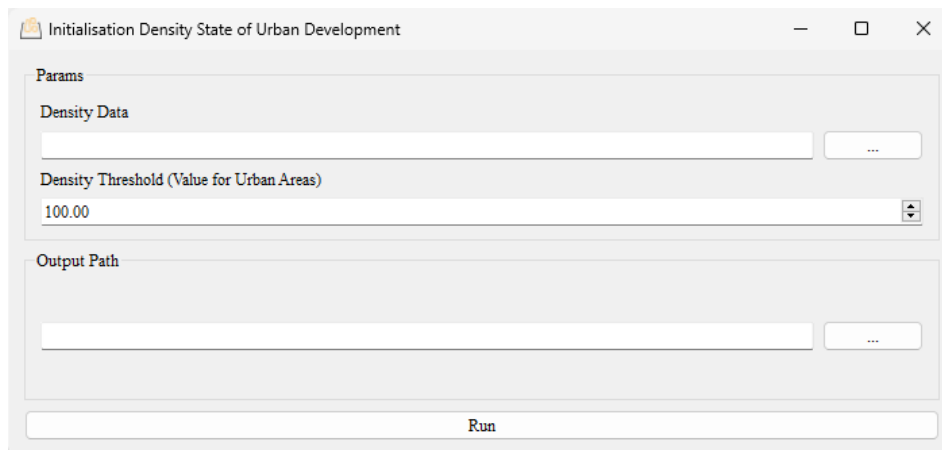 Initialisation Density State of Urban Development
Params
Density Data
...
Density Threshold (Value for Urban Areas)
100.00
Output Path
...
Run